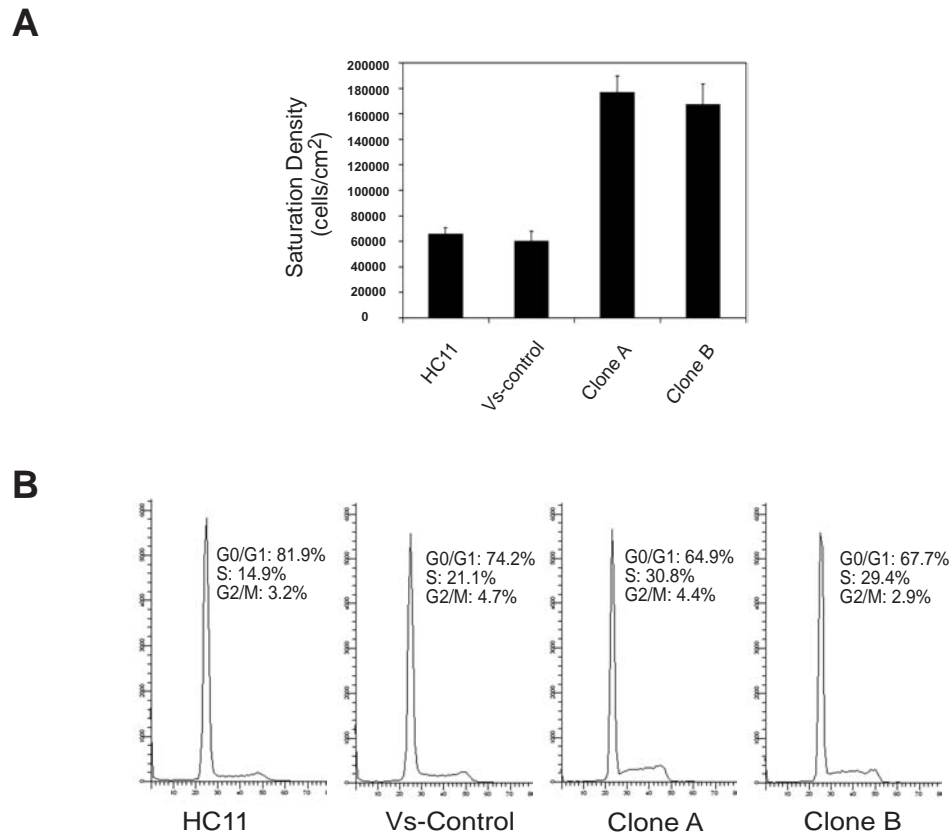 A
Saturation Density
(cells/cm²)
200000
180000
160000
140000
120000
100000
80000
60000
40000
20000
0
HC11
Vs-control
Clone A
Clone B
B
G0/G1: 81.9%
S: 14.9%
G2/M: 3.2%
G0/G1: 74.2%
S: 21.1%
G2/M: 4.7%
G0/G1: 64.9%
S: 30.8%
G2/M: 4.4%
G0/G1: 67.7%
S: 29.4%
G2/M: 2.9%
HC11
Vs-Control
Clone A
Clone B